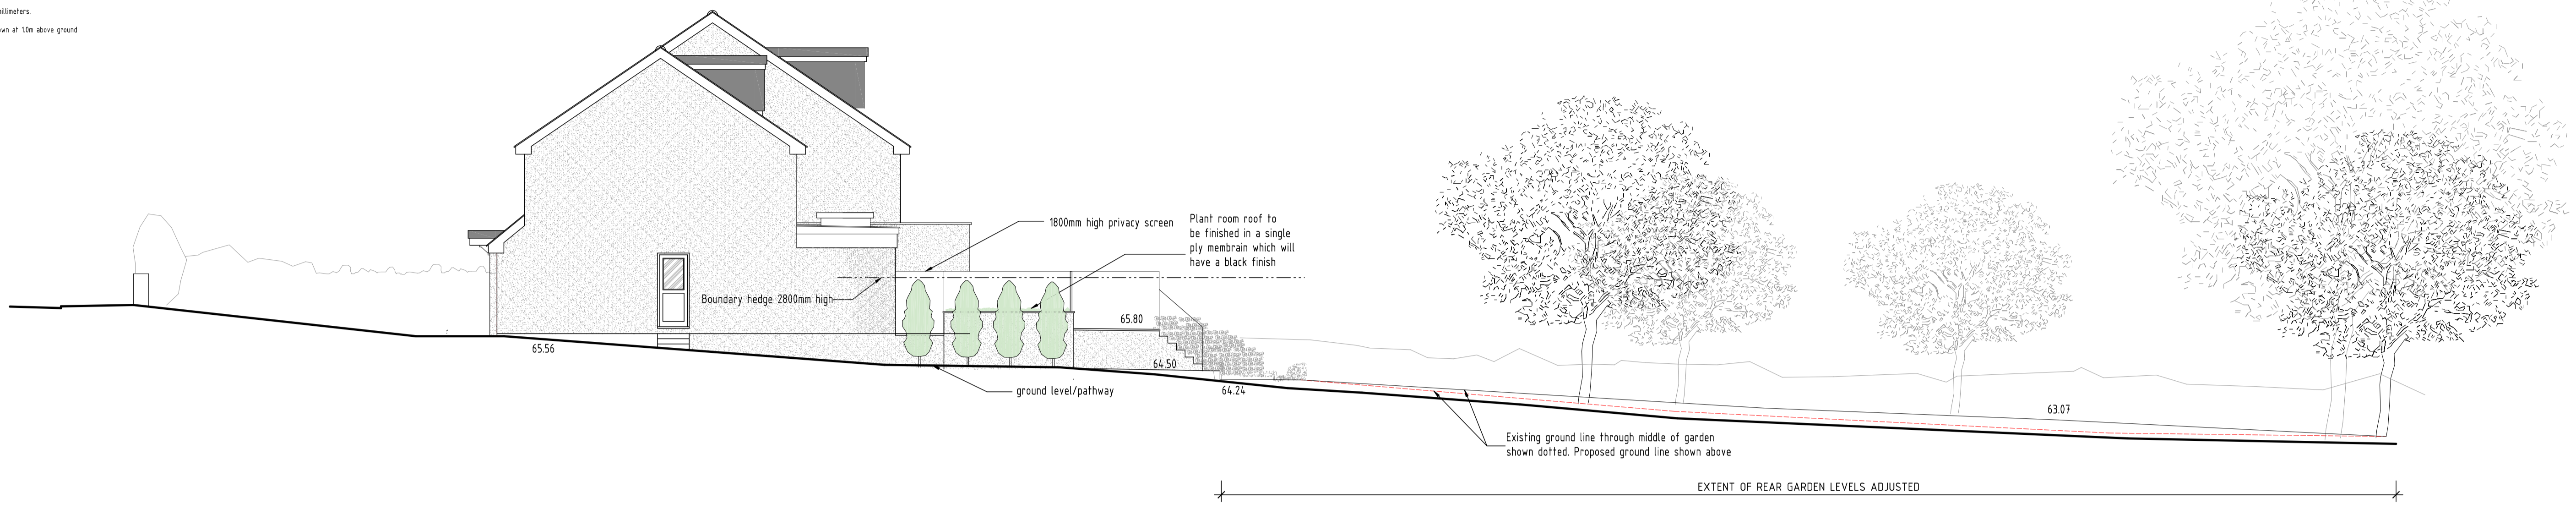 at 1.0m above ground
1800mm high privacy screen
Plant room roof to
be finished in a single
ply membrain which will
have a black finish
Boundary hedge 2800mm high
65.80
65.56
64.50
64.24
ground level/pathway
63.07
Existing ground line through middle of garden
shown dotted. Proposed ground line shown above
EXTENT OF REAR GARDEN LEVELS ADJUSTED